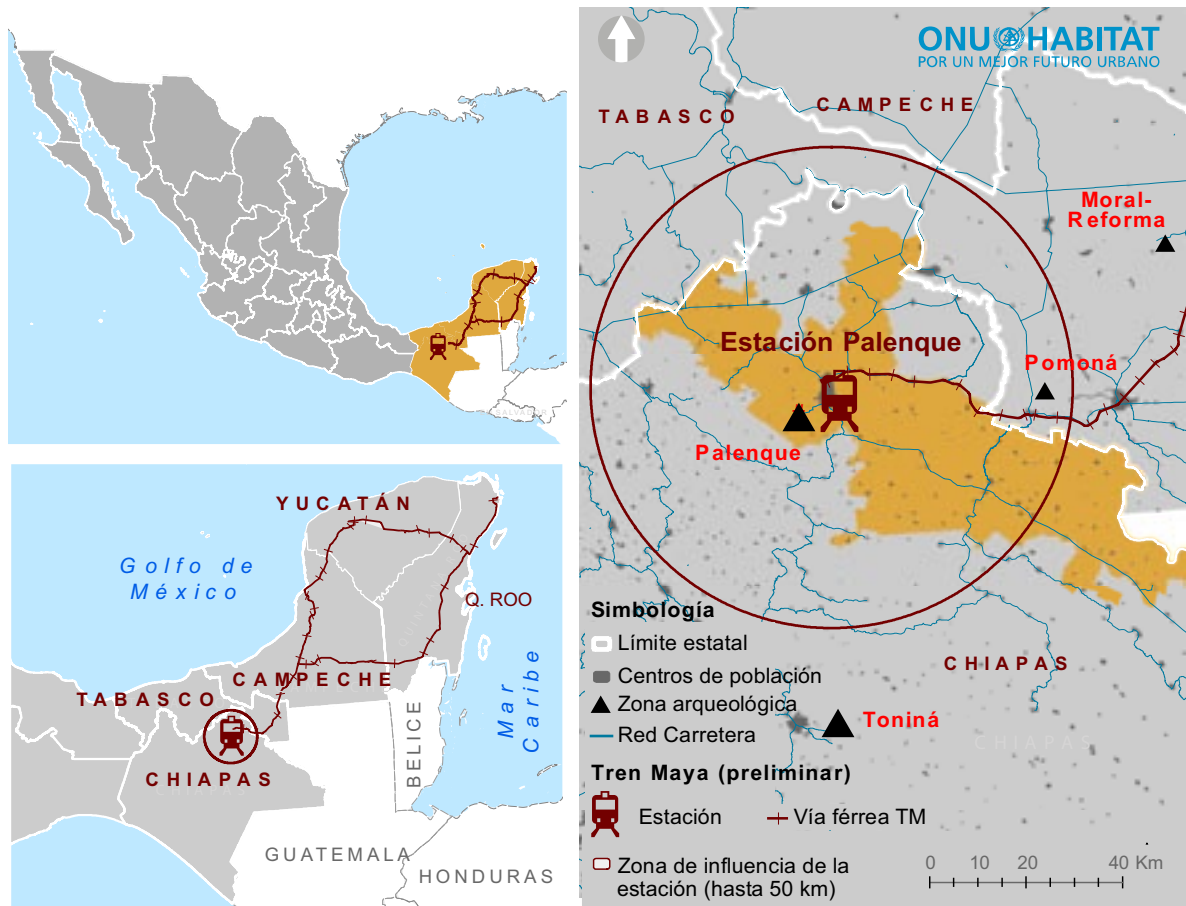 SALVADOR
YUCATÁN
Golfo de
México
Q. ROO
CAMPECHE
TABASCO
CHIAPAS
BELICE
Mar
Caribe
GUATEMALA
HONDURAS
ONU HABITAT
POR UN MEJOR FUTURO URBANO
TABASCO
CAMPECHE
Moral-
Reforma
Estación Palenque
Pomoná
Palenque
CHIAPAS
CHIAPAS
Toniná
Simbología
Límite estatal
Centros de población
Zona arqueológica
Red Carretera
Tren Maya (preliminar)
Estación
Vía férrea TM
Zona de influencia de la
estación (hasta 50 km)
0 10 20 40 Km